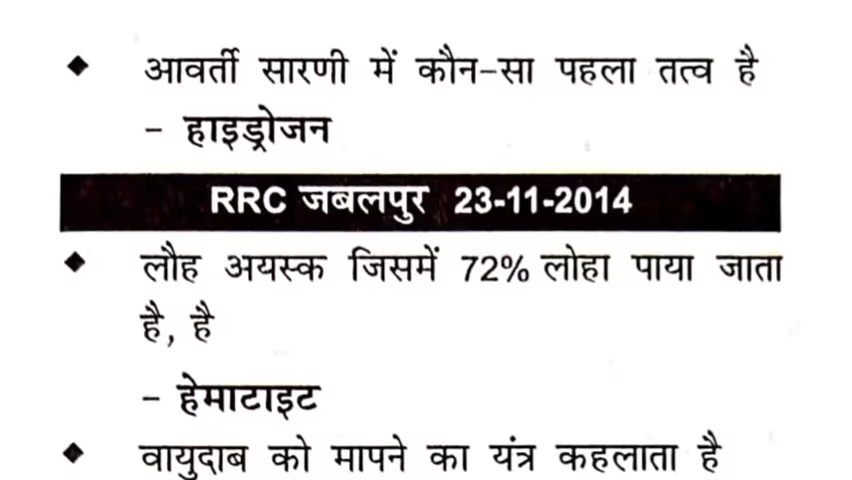 ◆ आवर्ती सारणी में कौन-सा पहला तत्व है
- हाइड्रोजन
RRC जबलपुर 23-11-2014
◆ लौह अयस्क जिसमें 72% लोहा पाया जाता
है, है
- हेमाटाइट
◆ वायुदाब को मापने का यंत्र कहलाता है